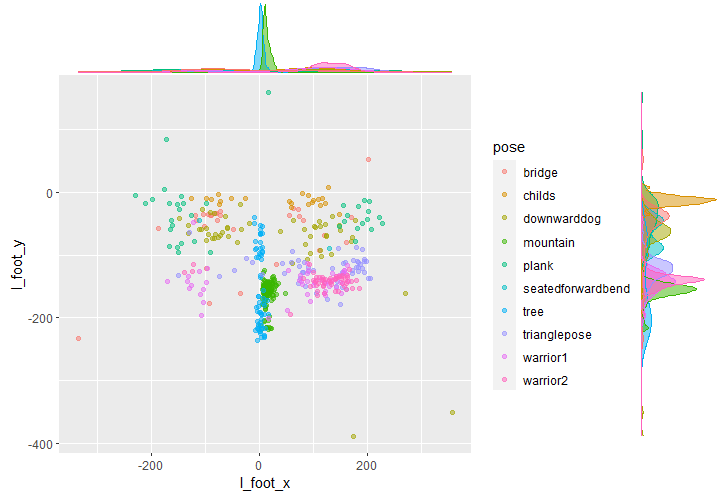 0
-200
-400
l_foot_y
-200
0
200
l_foot_x
pose
bridge
childs
downwarddog
mountain
plank
seatedforwardbend
tree
trianglepose
warrior1
warrior2